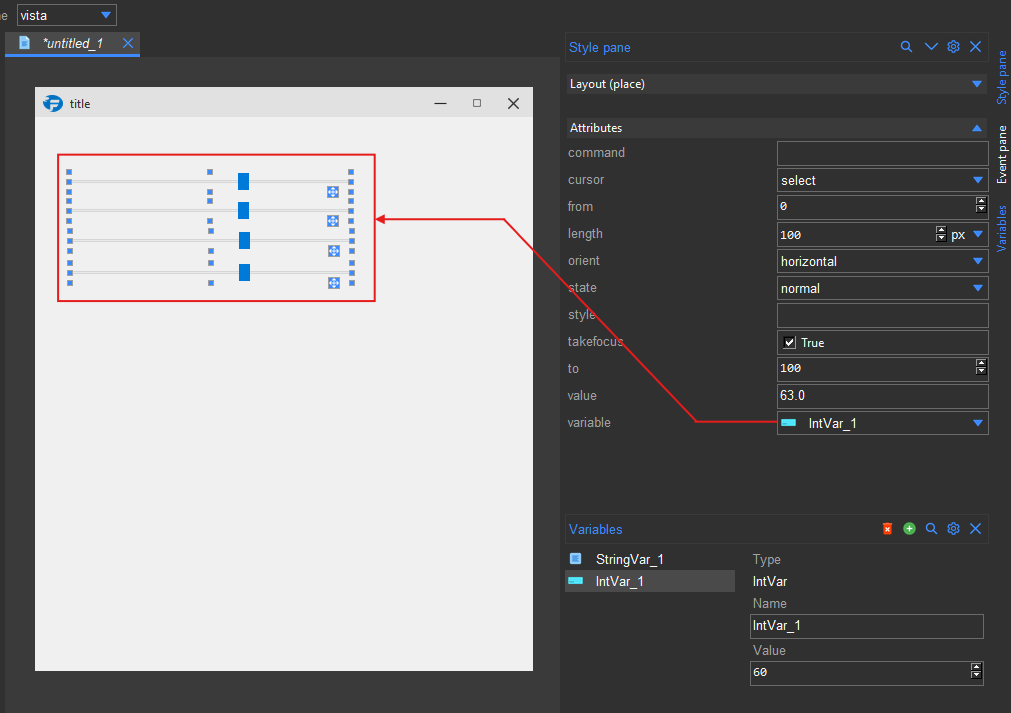 vista
*untitled_1
title
Style pane
Layout (place)
Attributes
command
cursor select
from 0
length 100 px
orient horizontal
state normal
style
takefocus True
to 100
value 63.0
variable IntVar_1
Variables
StringVar_1
IntVar_1
Type
IntVar
Name
IntVar_1
Value
60
Style pane
Event pane
Variables